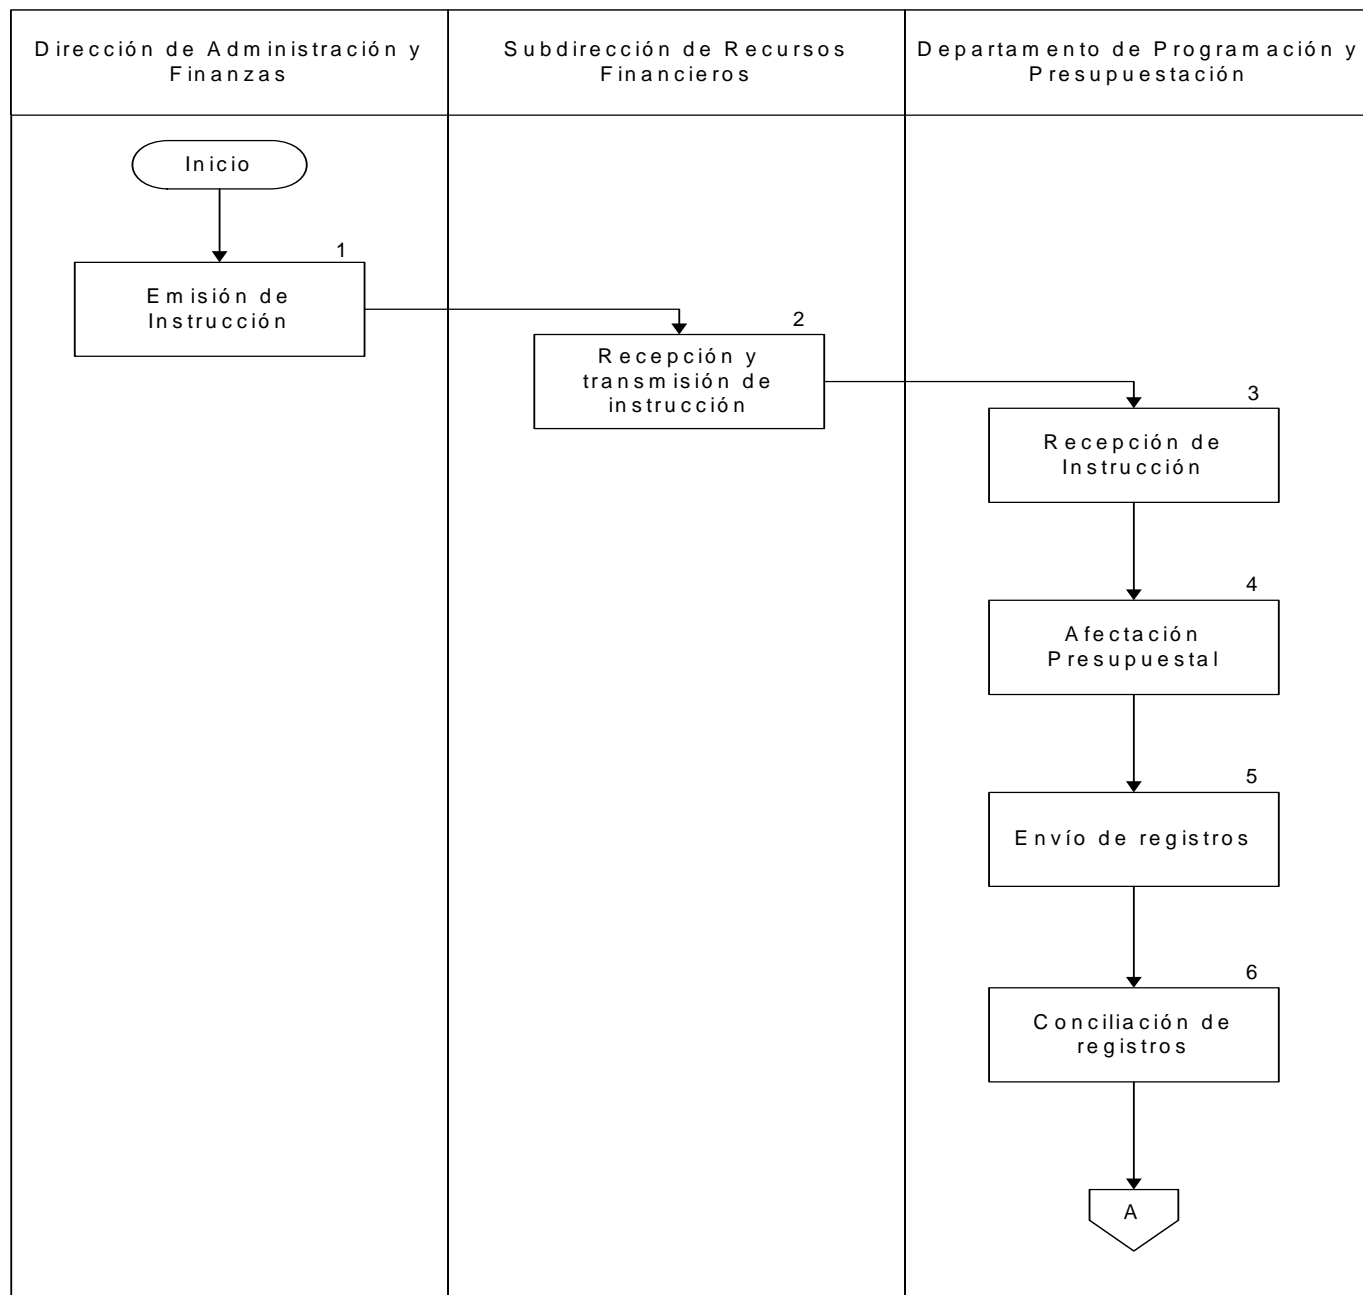 Dirección de Administración y
Finanzas
Subdirección de Recursos
Financieros
Departamento de Programación y
Presupuestación
Inicio
1
Emisión de
Instrucción
2
Recepción y
transmisión de
instrucción
3
Recepción de
Instrucción
4
Afectación
Presupuestal
5
Envío de registros
6
Conciliación de
registros
A